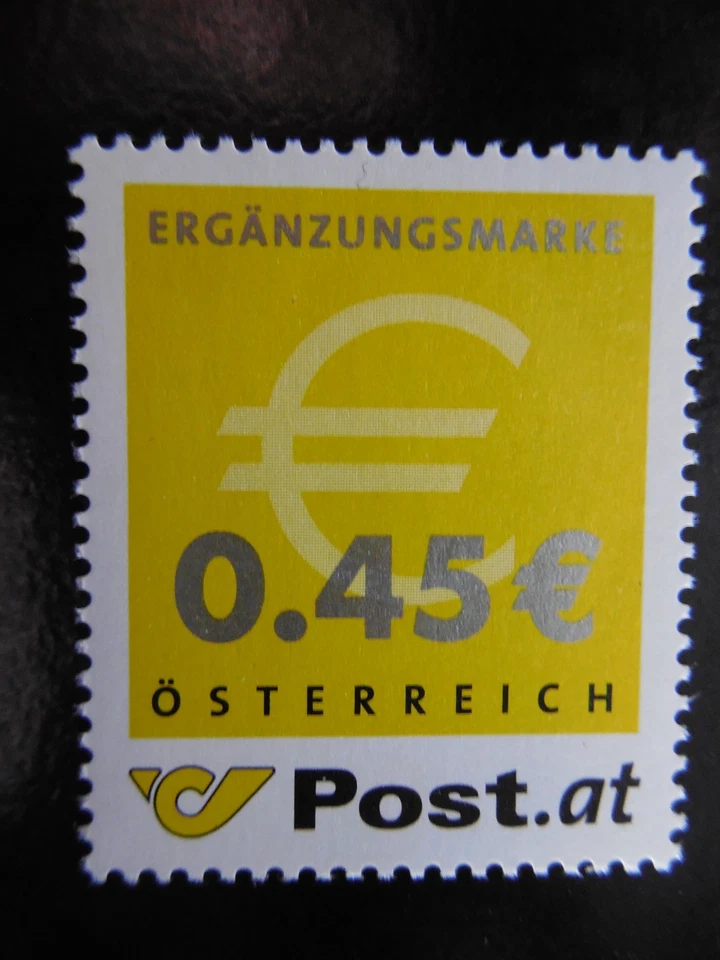 ERGÄNZUNGSMARKE
€
0.45€
ÖSTERREICH
Post.at